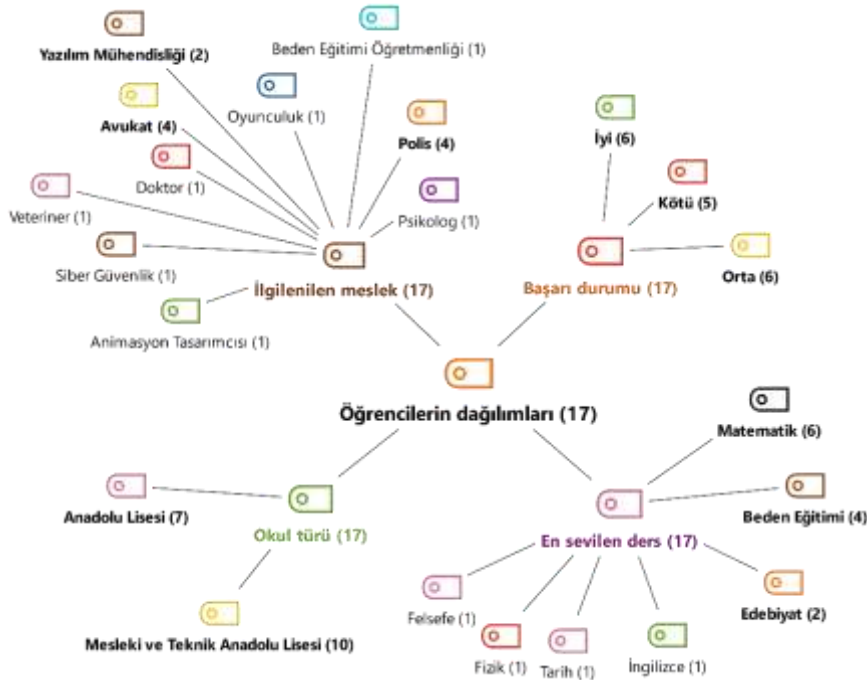 Yazılım Mühendisliği (2)
Beden Eğitimi Öğretmenliği (1)
Avukat (4)
Oyunculuk (1)
Polis (4)
Doktor (1)
Veteriner (1)
Psikolog (1)
Siber Güvenlik (1)
İlgilenilen meslek (17)
Animasyon Tasarımcısı (1)
İyi (6)
Kötü (5)
Orta (6)
Başarı durumu (17)
Öğrencilerin dağılımları (17)
Anadolu Lisesi (7)
Okul türü (17)
Mesleki ve Teknik Anadolu Lisesi (10)
Matematik (6)
Beden Eğitimi (4)
En sevilen ders (17)
Edebiyat (2)
Felsefe (1)
Fizik (1)
Tarih (1)
İngilizce (1)